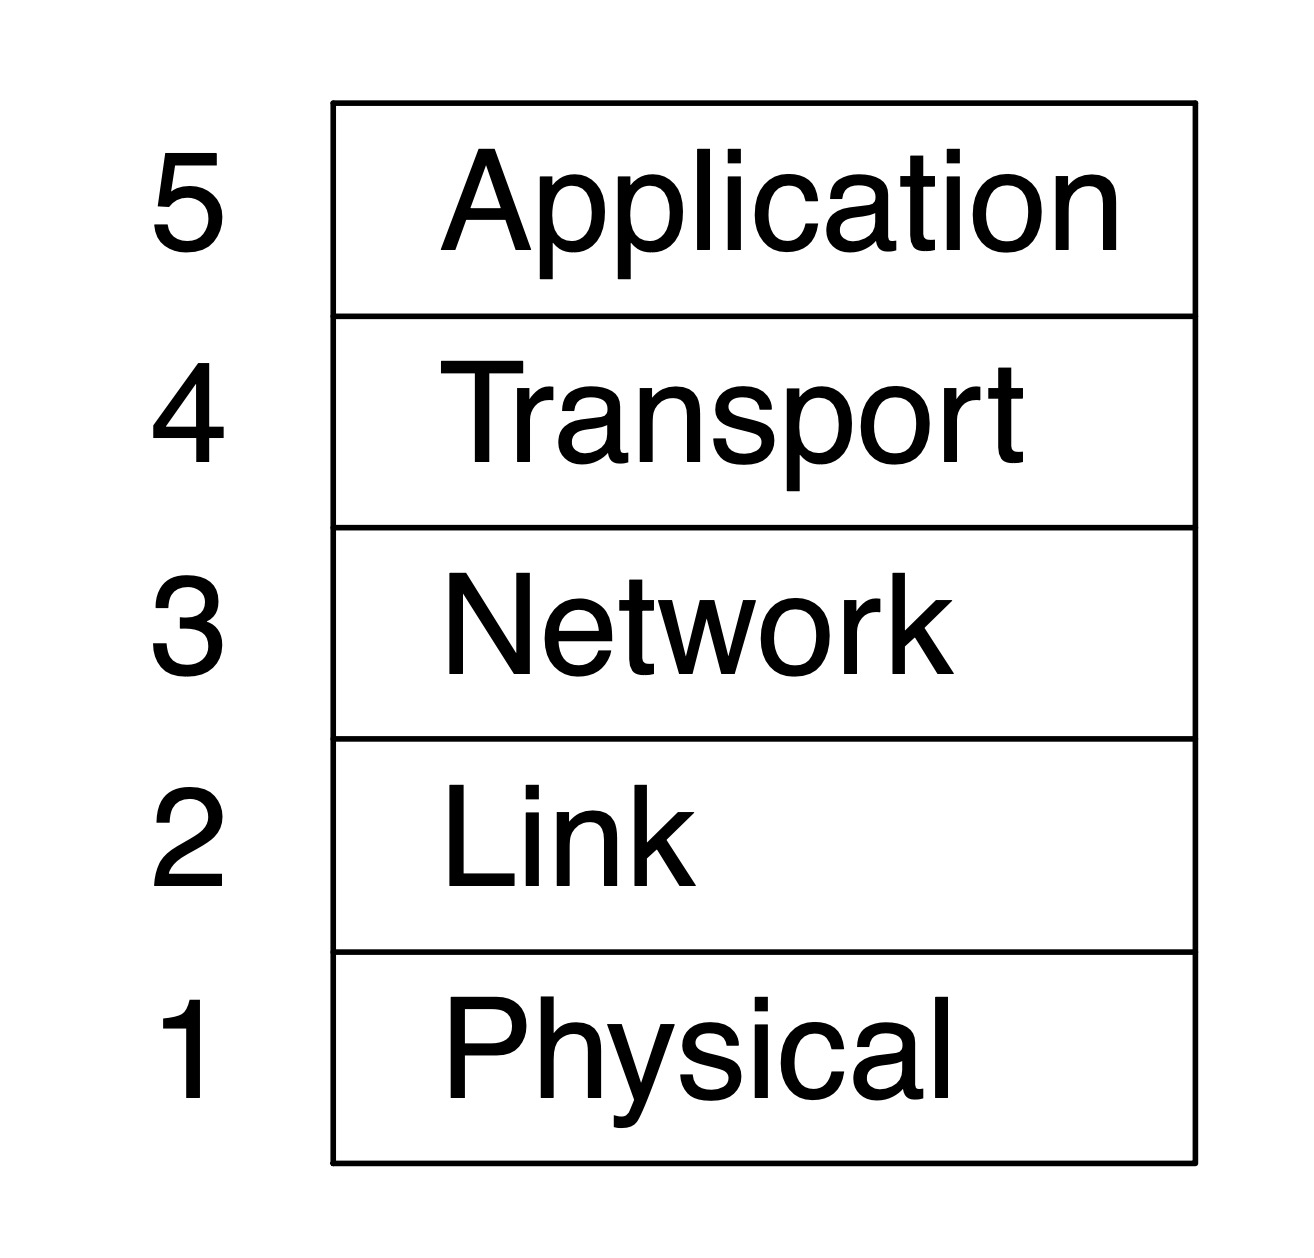 5 Application
4 Transport
3 Network
2 Link
1 Physical